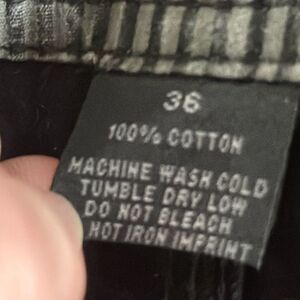 36
100% COTTON
MACHINE WASH COLD
TUMBLE DRY LOW
DO NOT BLEACH
HOT IRON IMPRINT